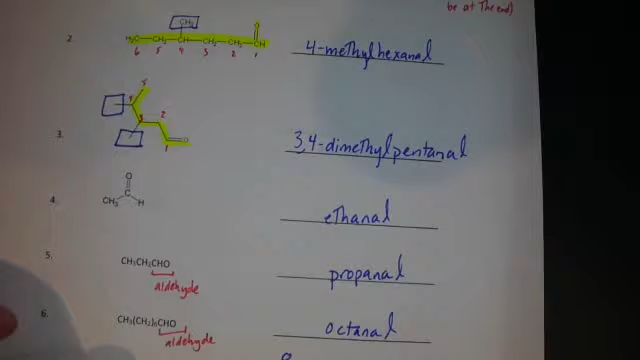 be at The end)
2.
CH₃
O
H₃C CH₂ CH CH₂ CH₂ CH
6 5 4 3 2 1
4-methylhexanal
3.
5
4
3 2
O
1
3,4-dimethylpentanal
4.
O
CH₃ C H
ethanal
5.
CH₃CH₂CHO
aldehyde
propanal
6.
CH₃(CH₂)₆CHO
aldehyde
octanal